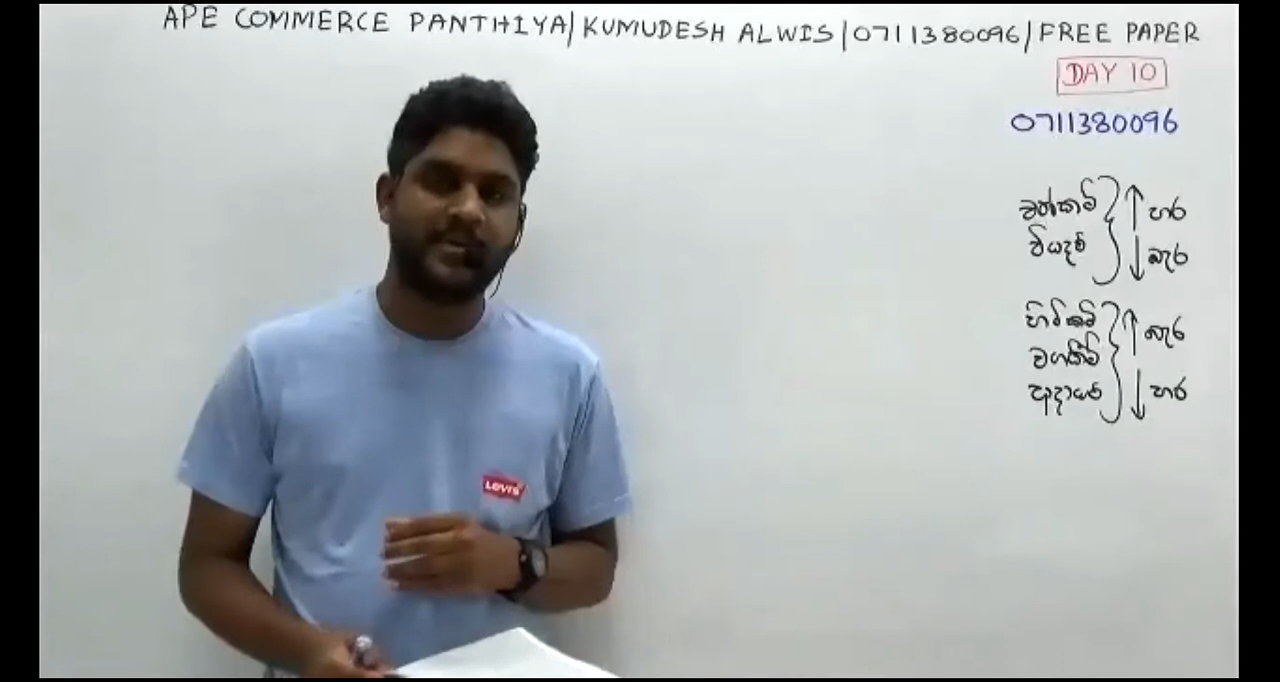 APE COMMERCE PANTHIYA/KUMUDESH ALWIS/0711380096/FREE PAPER
DAY 10
0711380096
වත්කම් ↑ හර
වියදම් ↓ බැර
හිමිකම් ↑ බැර
වගකීම්
ආදායම් ↓ හර
Levi's